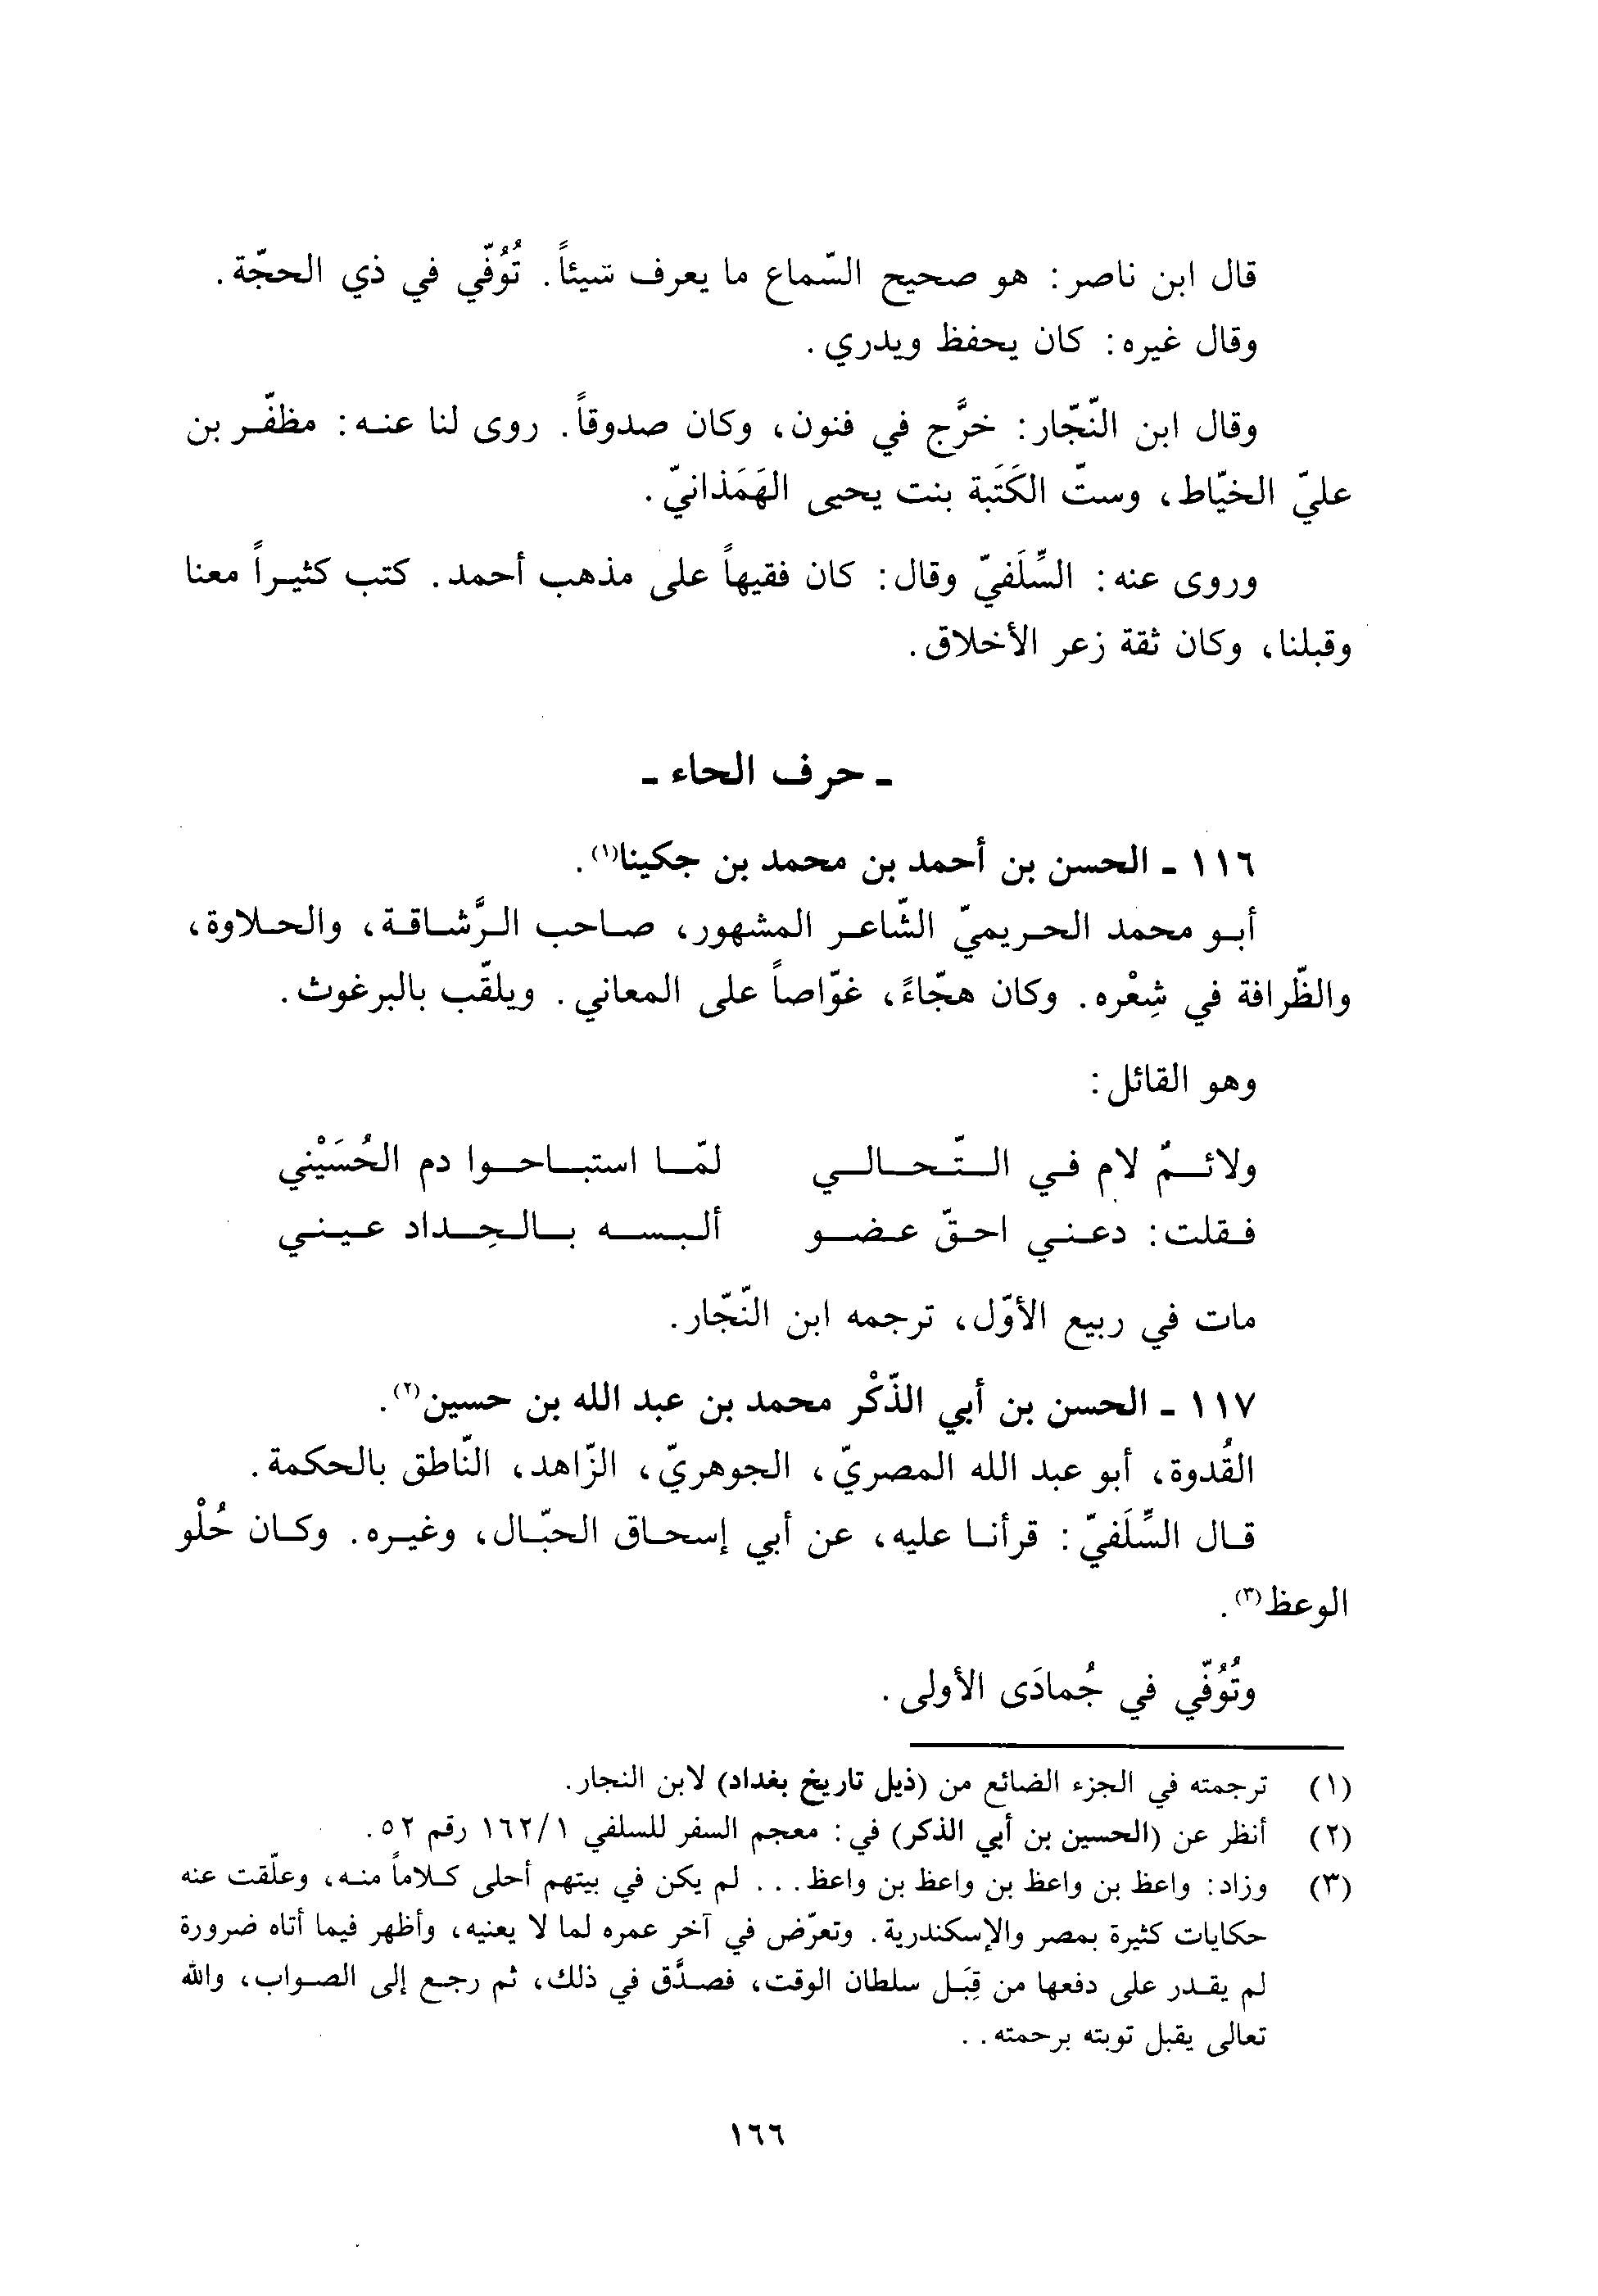 قال ابن ناصر: هو صحيح السّماع ما يعرف شيئاً. تُوُفّي في ذي الحجّة.
وقال غيره: كان يحفظ ويدري.
وقال ابن النّجّار: خرَّج في فنون، وكان صدوقاً. روى لنا عنه: مظفّر بن
عليّ الخيّاط، وستّ الكَتَبة بنت يحيى الهَمَذانيّ.
وروى عنه: السِّلَفيّ وقال: كان فقيهاً على مذهب أحمد. كتب كثيراً معنا
وقبلنا، وكان ثقة زعر الأخلاق.
ـ حرف الحاء ـ
١١٦ ـ الحسن بن أحمد بن محمد بن جكينا(١).
أبو محمد الحريميّ الشّاعر المشهور، صاحب الرَّشاقة، والحلاوة،
والظّرافة في شِعْره. وكان هجّاءً، غوّاصاً على المعاني. ويلقّب بالبرغوث.
وهو القائل:
ولائمٌ لام في التّحالي لمّا استباحوا دم الحُسَيْني
فقلت: دعني احقّ عضو ألبسه بالحِداد عيني
مات في ربيع الأوّل، ترجمه ابن النّجّار.
١١٧ ـ الحسن بن أبي الذّكْر محمد بن عبد الله بن حسين(٢).
القُدوة، أبو عبد الله المصريّ، الجوهريّ، الزّاهد، النّاطق بالحكمة.
قال السِّلَفيّ: قرأنا عليه، عن أبي إسحاق الحبّال، وغيره. وكان حُلْو
الوعظ(٣).
وتُوُفّي في جُمادَى الأولى.
(١) ترجمته في الجزء الضائع من (ذيل تاريخ بغداد) لابن النجار.
(٢) أنظر عن (الحسين بن أبي الذكر) في: معجم السفر للسلفي ١٦٢/١ رقم ٥٢.
(٣) وزاد: واعظ بن واعظ بن واعظ بن واعظ... لم يكن في بيتهم أحلى كلاماً منه، وعلّقت عنه
حكايات كثيرة بمصر والإسكندرية. وتعرّض في آخر عمره لما لا يعنيه، وأظهر فيما أتاه ضرورة
لم يقدر على دفعها من قِبَل سلطان الوقت، فصدَّق في ذلك، ثم رجع إلى الصواب، والله
تعالى يقبل توبته برحمته..
١٦٦